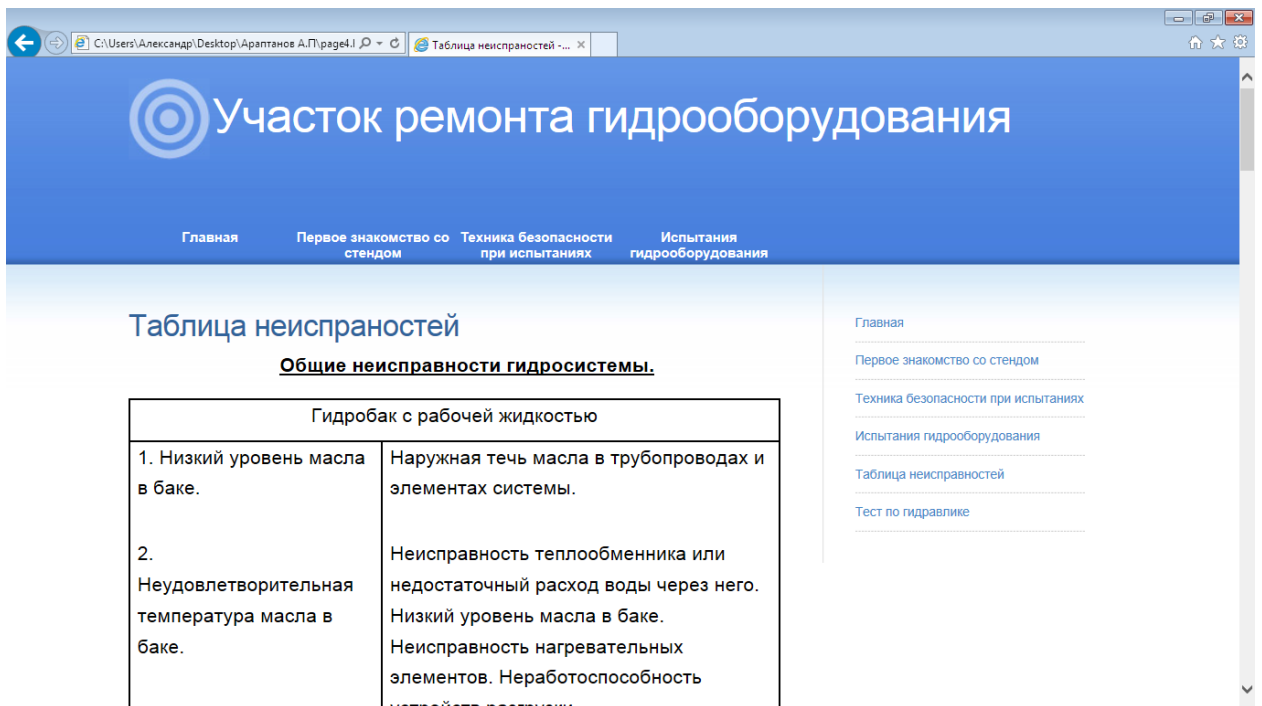 C:\Users\Александр\Desktop\Араптанов А.П\page4.l
Таблица неиспраностей -...
Участок ремонта гидрооборудования
Главная
Первое знакомство со
стендом
Техника безопасности
при испытаниях
Испытания
гидрооборудования
Таблица неиспраностей
Общие неисправности гидросистемы.
Гидробак с рабочей жидкостью
1. Низкий уровень масла
в баке.
Наружная течь масла в трубопроводах и
элементах системы.
2.
Неудовлетворительная
температура масла в
баке.
Неисправность теплообменника или
недостаточный расход воды через него.
Низкий уровень масла в баке.
Неисправность нагревательных
элементов. Неработоспособность
устройств разгрузки
Главная
Первое знакомство со стендом
Техника безопасности при испытаниях
Испытания гидрооборудования
Таблица неисправностей
Тест по гидравлике